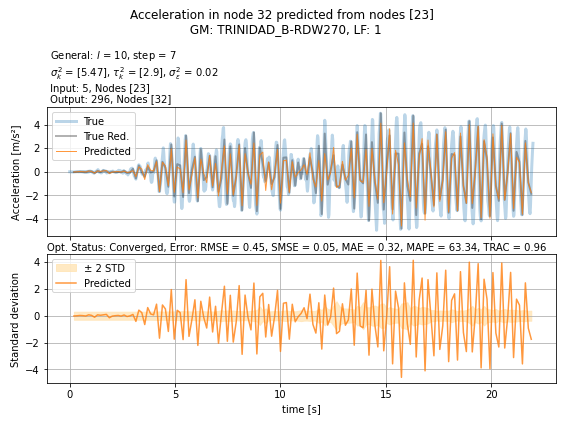 Acceleration in node 32 predicted from nodes [23]
GM: TRINIDAD_B-RDW270, LF: 1
General: l = 10, step = 7
σ²ₖ = [5.47], τ²ₖ = [2.9], σ²ₑ = 0.02
Input: 5, Nodes [23]
Output: 296, Nodes [32]
True
True Red.
Predicted
Acceleration [m/s²]
4
2
0
−2
−4
Opt. Status: Converged, Error: RMSE = 0.45, SMSE = 0.05, MAE = 0.32, MAPE = 63.34, TRAC = 0.96
± 2 STD
Predicted
Standard deviation
4
2
0
−2
−4
0 5 10 15 20
time [s]